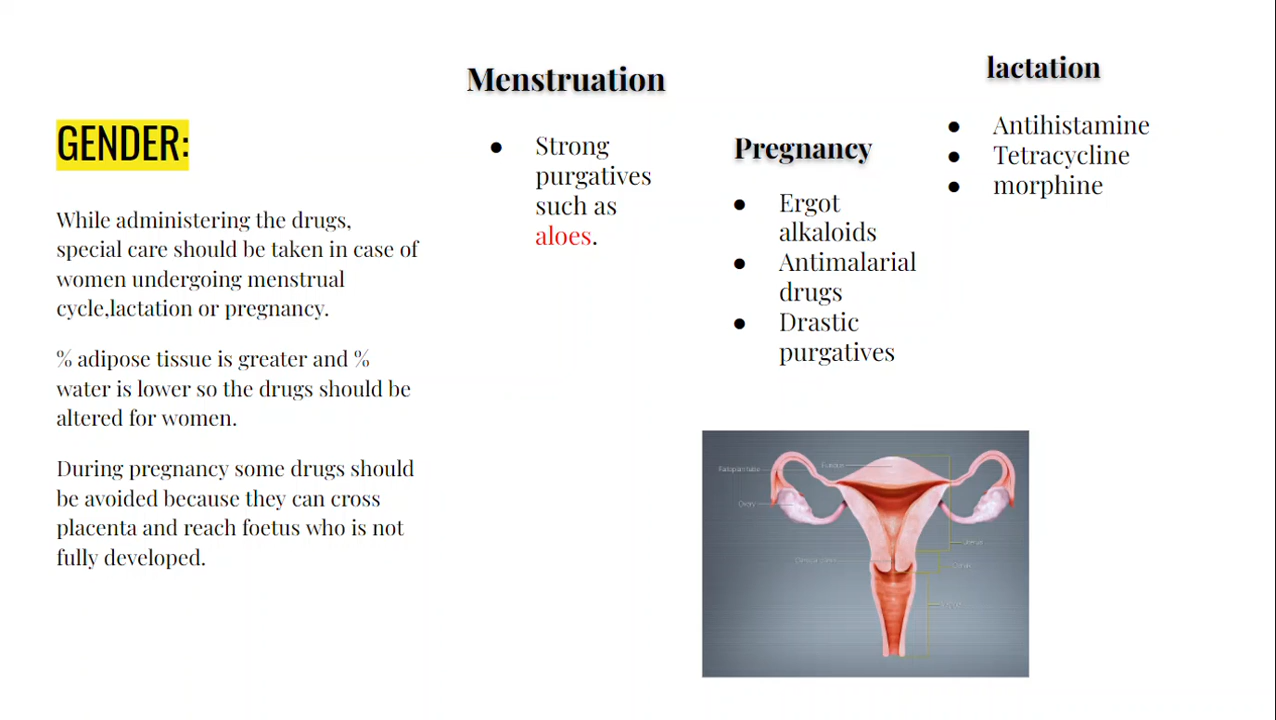 GENDER:
While administering the drugs,
special care should be taken in case of
women undergoing menstrual
cycle,lactation or pregnancy.
% adipose tissue is greater and %
water is lower so the drugs should be
altered for women.
During pregnancy some drugs should
be avoided because they can cross
placenta and reach foetus who is not
fully developed.
Menstruation
● Strong
purgatives
such as
aloes.
Pregnancy
● Ergot
alkaloids
● Antimalarial
drugs
● Drastic
purgatives
lactation
● Antihistamine
● Tetracycline
● morphine
Ovary